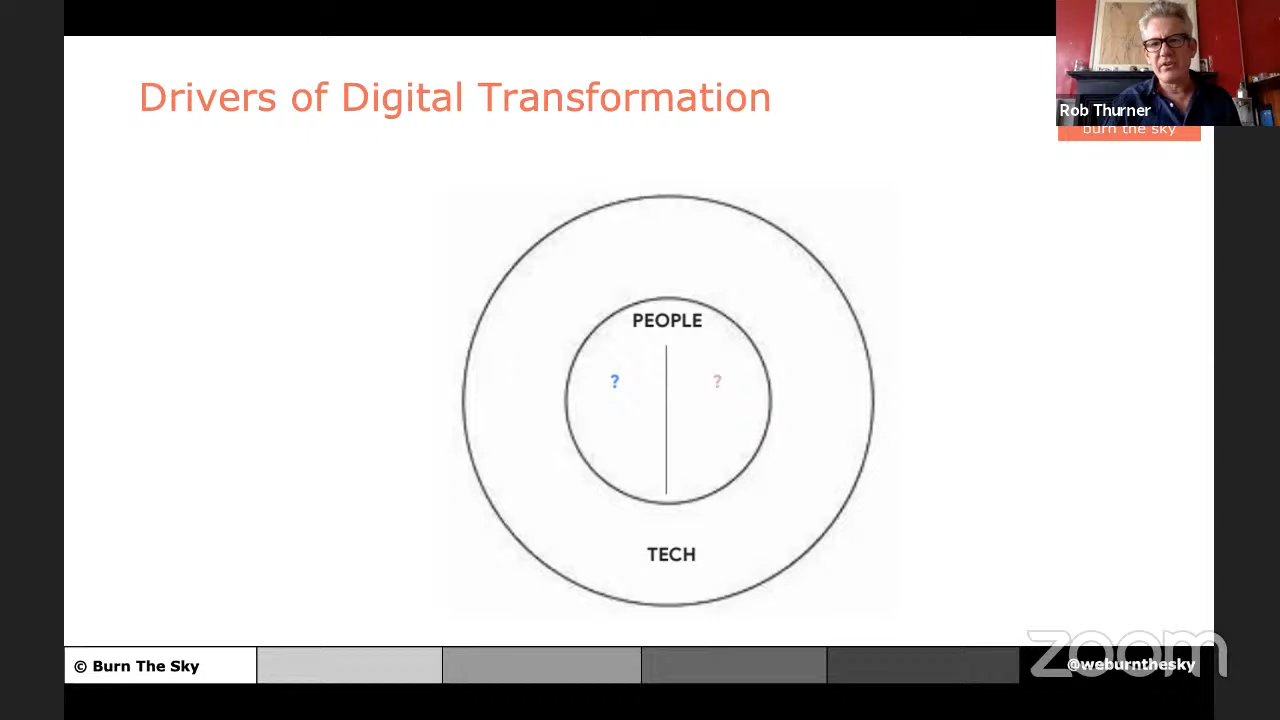 Drivers of Digital Transformation
Rob Thurner
burn the sky
PEOPLE
? ?
TECH
zoom
© Burn The Sky
@weburnthesky